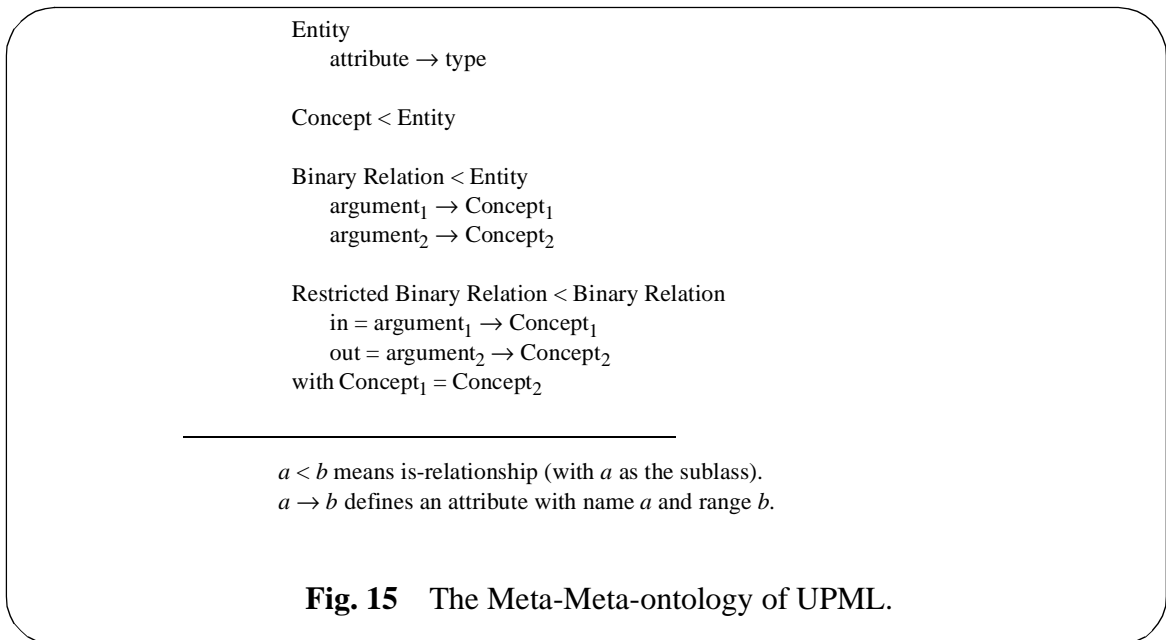 Entity
attribute → type
Concept < Entity
Binary Relation < Entity
argument₁ → Concept₁
argument₂ → Concept₂
Restricted Binary Relation < Binary Relation
in = argument₁ → Concept₁
out = argument₂ → Concept₂
with Concept₁ = Concept₂
a < b means is-relationship (with a as the sublass).
a → b defines an attribute with name a and range b.
Fig. 15 The Meta-Meta-ontology of UPML.